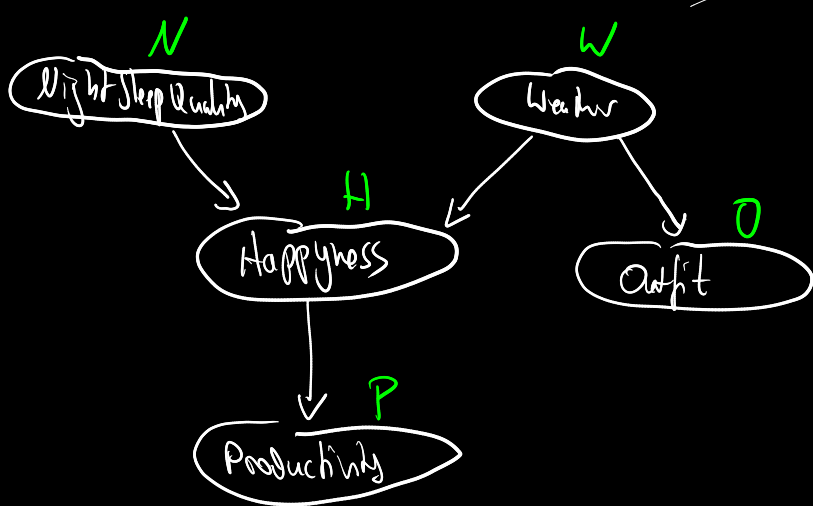 N
W
Night Sleep Quality
Weather
H
O
Happyness
Outfit
P
Productivity